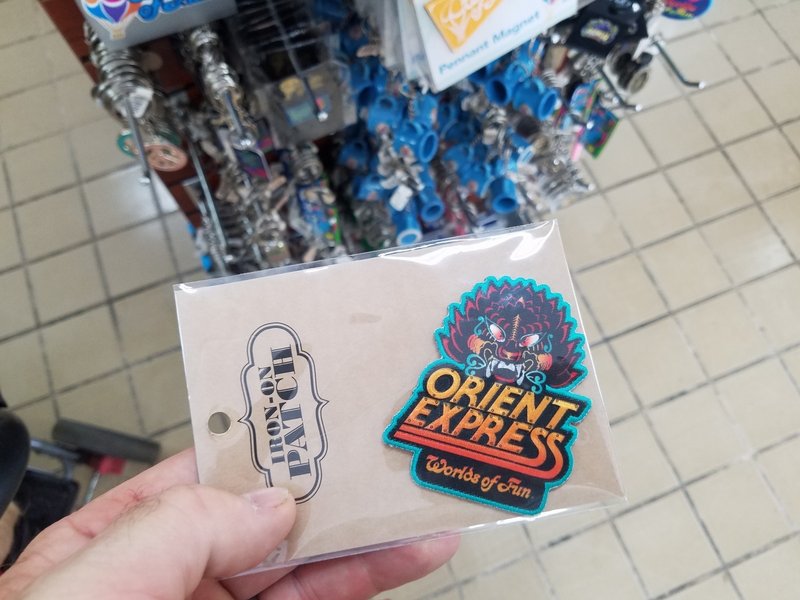 Pennant Magnet
IRON-ON
PATCH
ORIENT
EXPRESS
Worlds of Fun